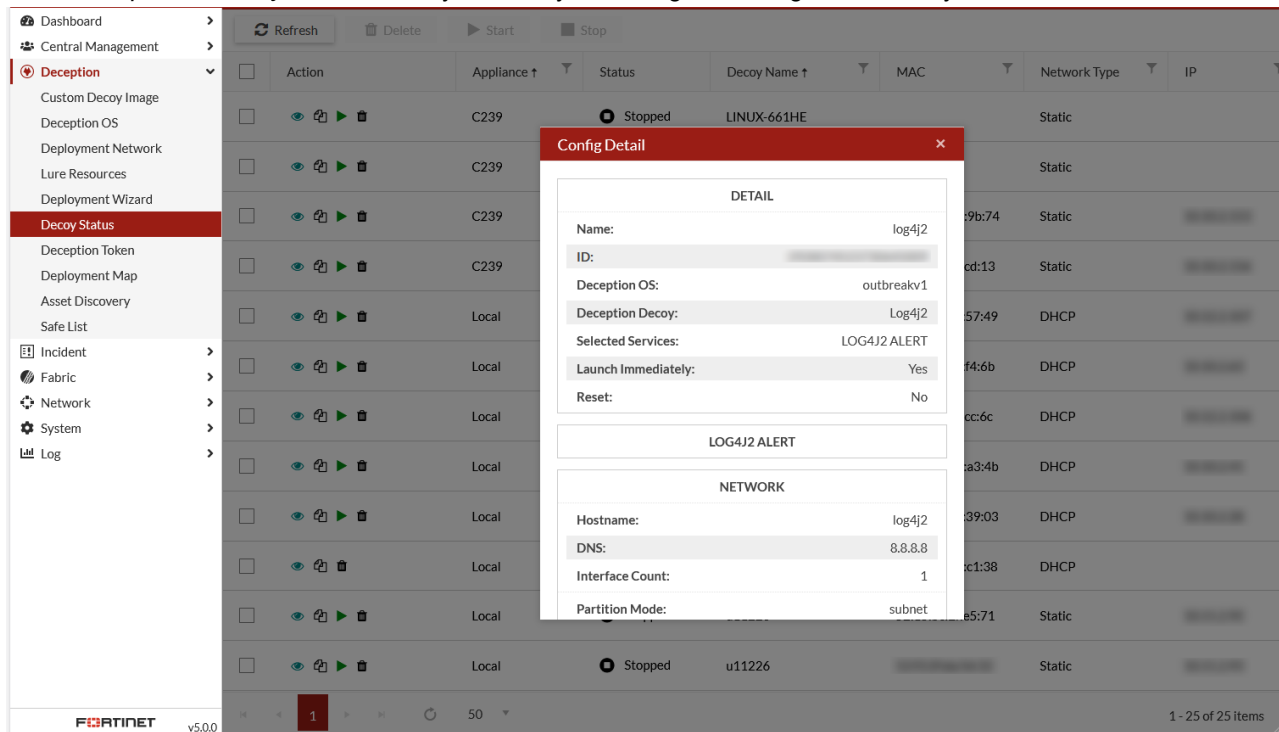 Dashboard
Central Management
Deception
Custom Decoy Image
Deception OS
Deployment Network
Lure Resources
Deployment Wizard
Decoy Status
Deception Token
Deployment Map
Asset Discovery
Safe List
Incident
Fabric
Network
System
Log
FORTINET v5.0.0
Refresh Delete Start Stop
Action Appliance ↑ Status Decoy Name ↑ MAC Network Type IP
C239 Stopped LINUX-661HE Static
C239 Static
C239 :9b:74 Static
C239 cd:13 Static
Local :57:49 DHCP
Local f4:6b DHCP
Local cc:6c DHCP
Local :a3:4b DHCP
Local :39:03 DHCP
Local :c1:38 DHCP
Local e5:71 Static
Local Stopped u11226 Static
1 50 1 - 25 of 25 items
Config Detail ×
DETAIL
Name: log4j2
ID:
Deception OS: outbreakv1
Deception Decoy: Log4j2
Selected Services: LOG4J2 ALERT
Launch Immediately: Yes
Reset: No
LOG4J2 ALERT
NETWORK
Hostname: log4j2
DNS: 8.8.8.8
Interface Count: 1
Partition Mode: subnet